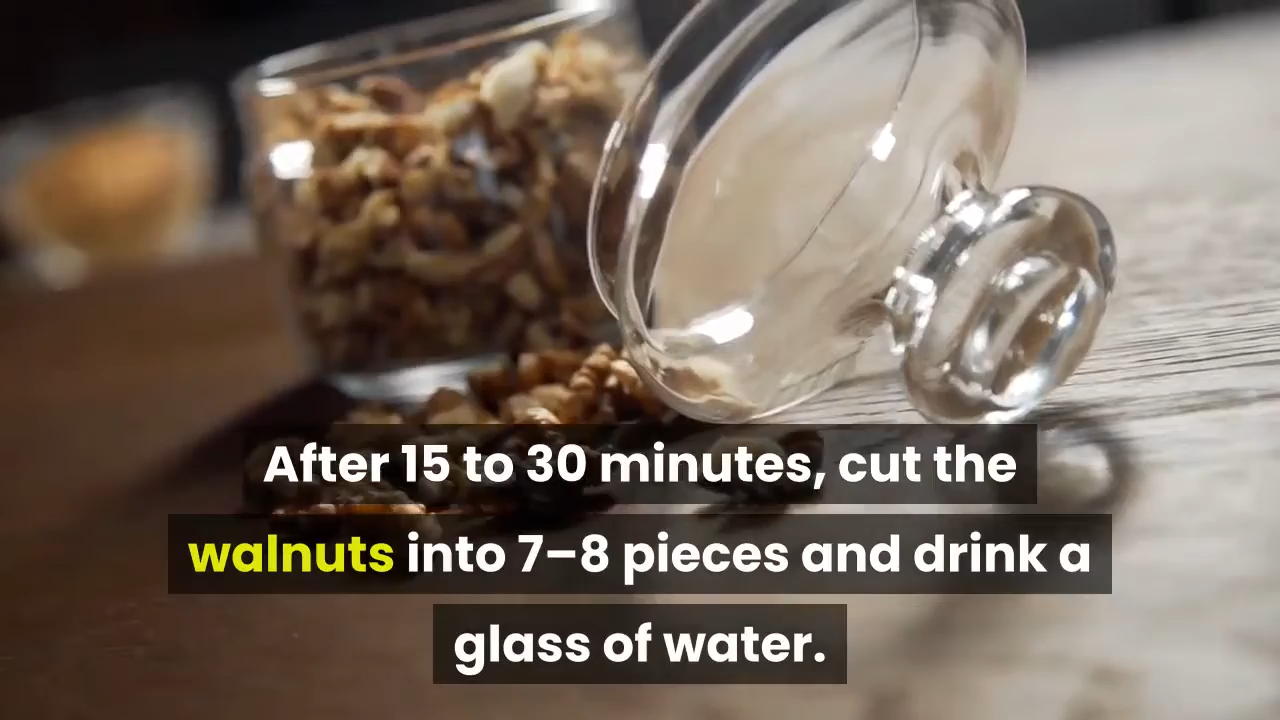 After 15 to 30 minutes, cut the
walnuts into 7–8 pieces and drink a
glass of water.